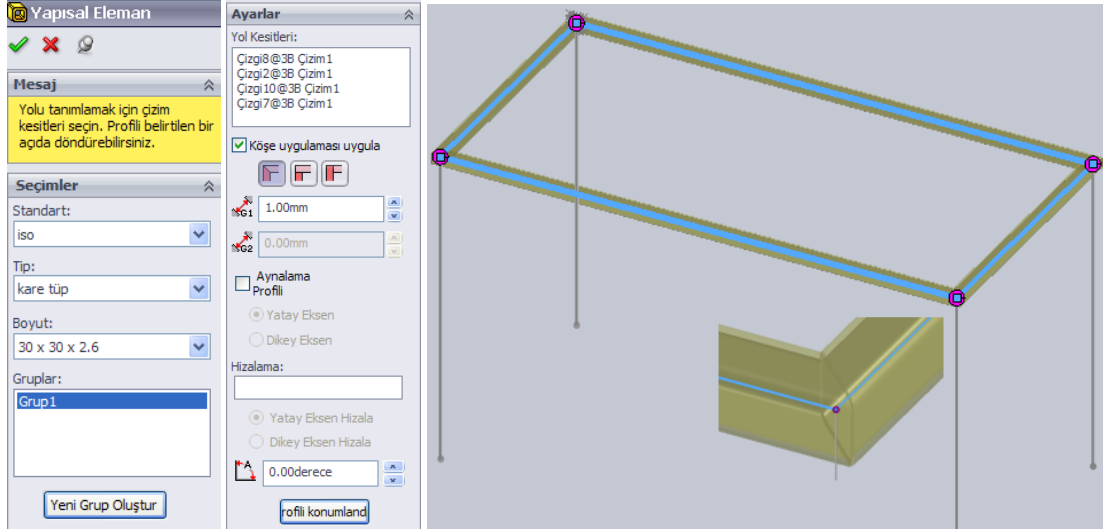 Yapısal Eleman
Mesaj
Yolu tanımlamak için çizim
kesitleri seçin. Profili belirtilen bir
açıda döndürebilirsiniz.
Seçimler
Standart:
iso
Tip:
kare tüp
Boyut:
30 x 30 x 2.6
Gruplar:
Grup1
Yeni Grup Oluştur
Ayarlar
Yol Kesitleri:
Çizgi8@3B Çizim1
Çizgi2@3B Çizim1
Çizgi10@3B Çizim1
Çizgi7@3B Çizim1
Köşe uygulaması uygula
G1
1.00mm
G2
0.00mm
Aynalama
Profili
Yatay Eksen
Dikey Eksen
Hizalama:
Yatay Eksen Hizala
Dikey Eksen Hizala
A
0.00derece
rofili konumland